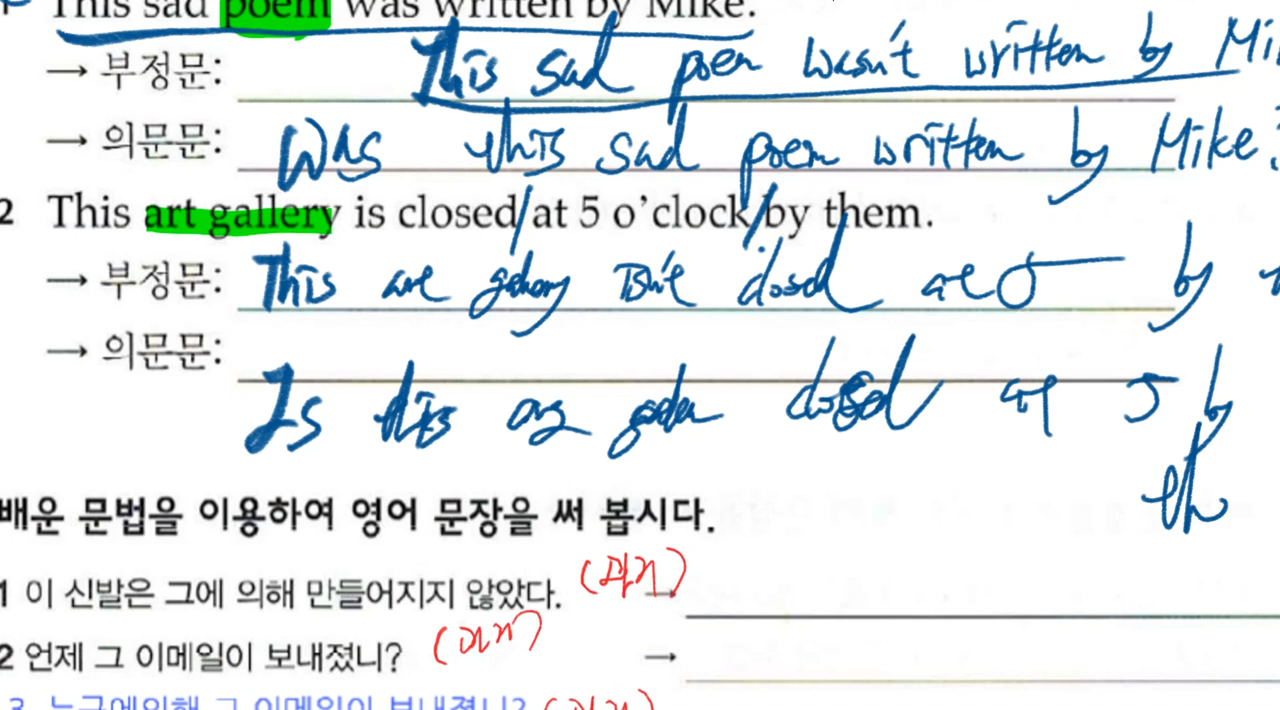 This sad poem was written by Mike.
→ 부정문: This sad poem wasn't written by Mi
→ 의문문: Was this sad poem written by Mike?
2 This art gallery is closed at 5 o'clock by them.
→ 부정문: This art gallery isn't closed at 5 by
→ 의문문:
Is this closed at 5 by
배운 문법을 이용하여 영어 문장을 써 봅시다.
1 이 신발은 그에 의해 만들어지지 않았다. (과거) →
2 언제 그 이메일이 보내졌니? (과거) →
3 누구에의해 그 이메일이 보내졌니? (과거)